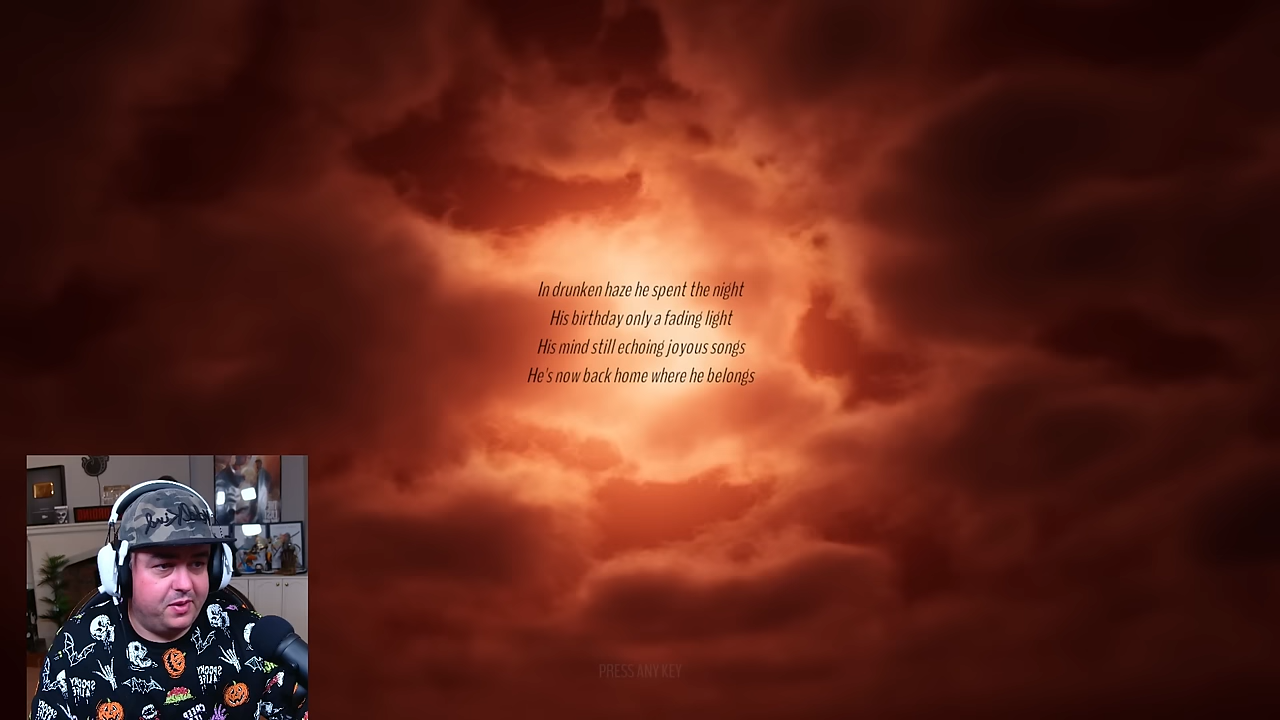 In drunken haze he spent the night
His birthday only a fading light
His mind still echoing joyous songs
He's now back home where he belongs
PRESS ANY KEY